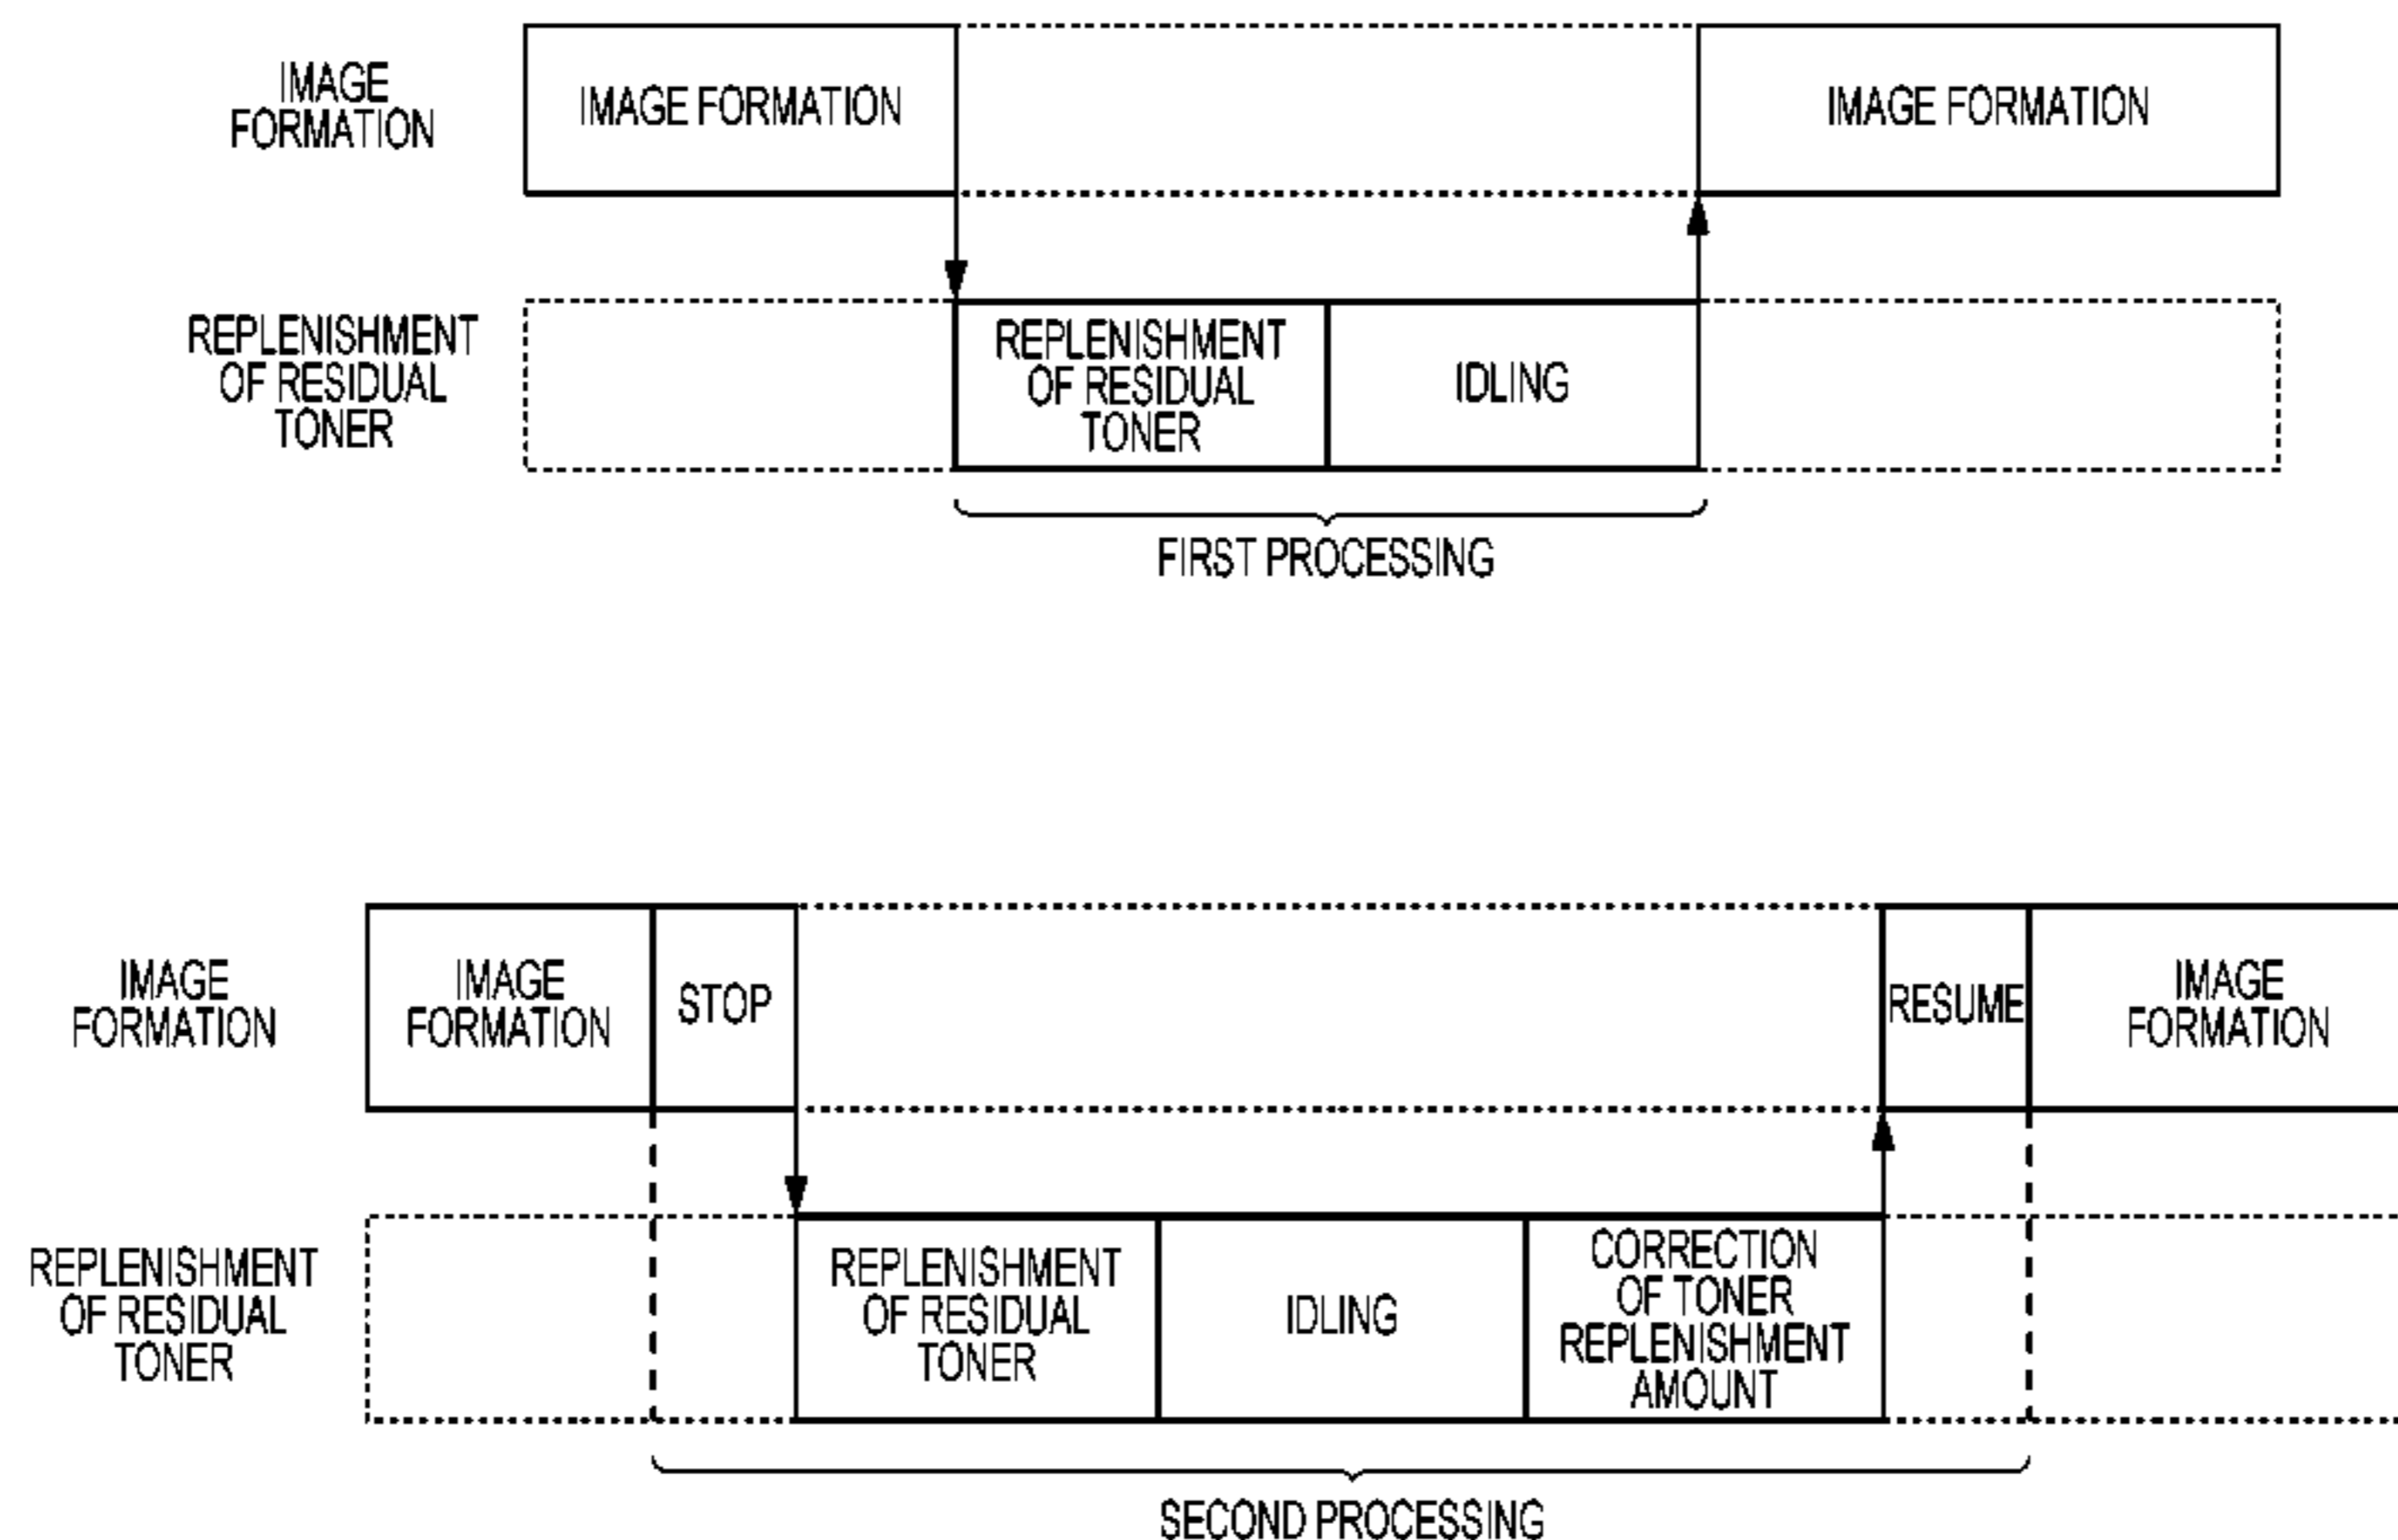 IMAGE
FORMATION
IMAGE FORMATION
IMAGE FORMATION
REPLENISHMENT
OF RESIDUAL
TONER
REPLENISHMENT
OF RESIDUAL
TONER
IDLING
FIRST PROCESSING
IMAGE
FORMATION
IMAGE
FORMATION
STOP
RESUME
IMAGE
FORMATION
REPLENISHMENT
OF RESIDUAL
TONER
REPLENISHMENT
OF RESIDUAL
TONER
IDLING
CORRECTION
OF TONER
REPLENISHMENT
AMOUNT
SECOND PROCESSING